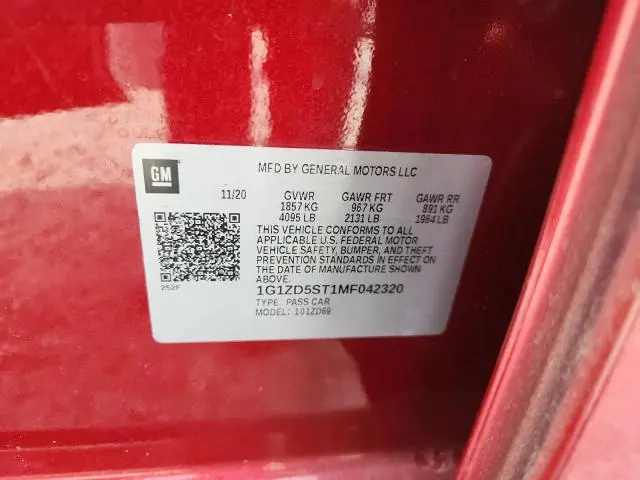 GM
MFD BY GENERAL MOTORS LLC
11/20 GVWR GAWR FRT GAWR RR
1857 KG 967 KG 891 KG
4095 LB 2131 LB 1964 LB
THIS VEHICLE CONFORMS TO ALL
APPLICABLE U.S. FEDERAL MOTOR
VEHICLE SAFETY, BUMPER, AND THEFT
PREVENTION STANDARDS IN EFFECT ON
THE DATE OF MANUFACTURE SHOWN
ABOVE.
252F
1G1ZD5ST1MF042320
TYPE: PASS CAR
MODEL: 101ZD69